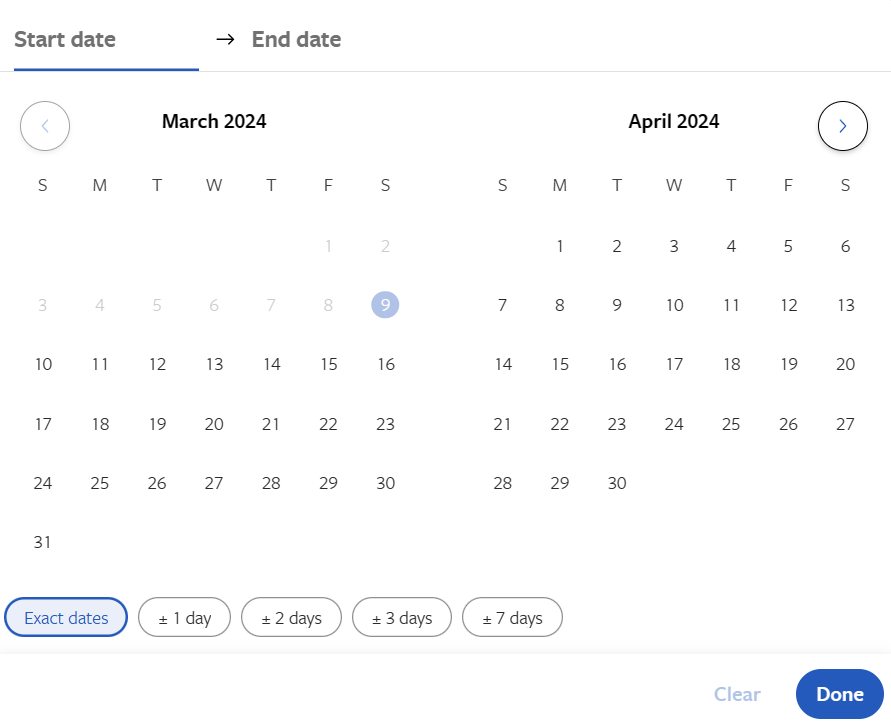 Start date → End date
March 2024
S M T W T F S
1 2
3 4 5 6 7 8 9
10 11 12 13 14 15 16
17 18 19 20 21 22 23
24 25 26 27 28 29 30
31
April 2024
S M T W T F S
1 2 3 4 5 6
7 8 9 10 11 12 13
14 15 16 17 18 19 20
21 22 23 24 25 26 27
28 29 30
Exact dates ± 1 day ± 2 days ± 3 days ± 7 days
Clear Done